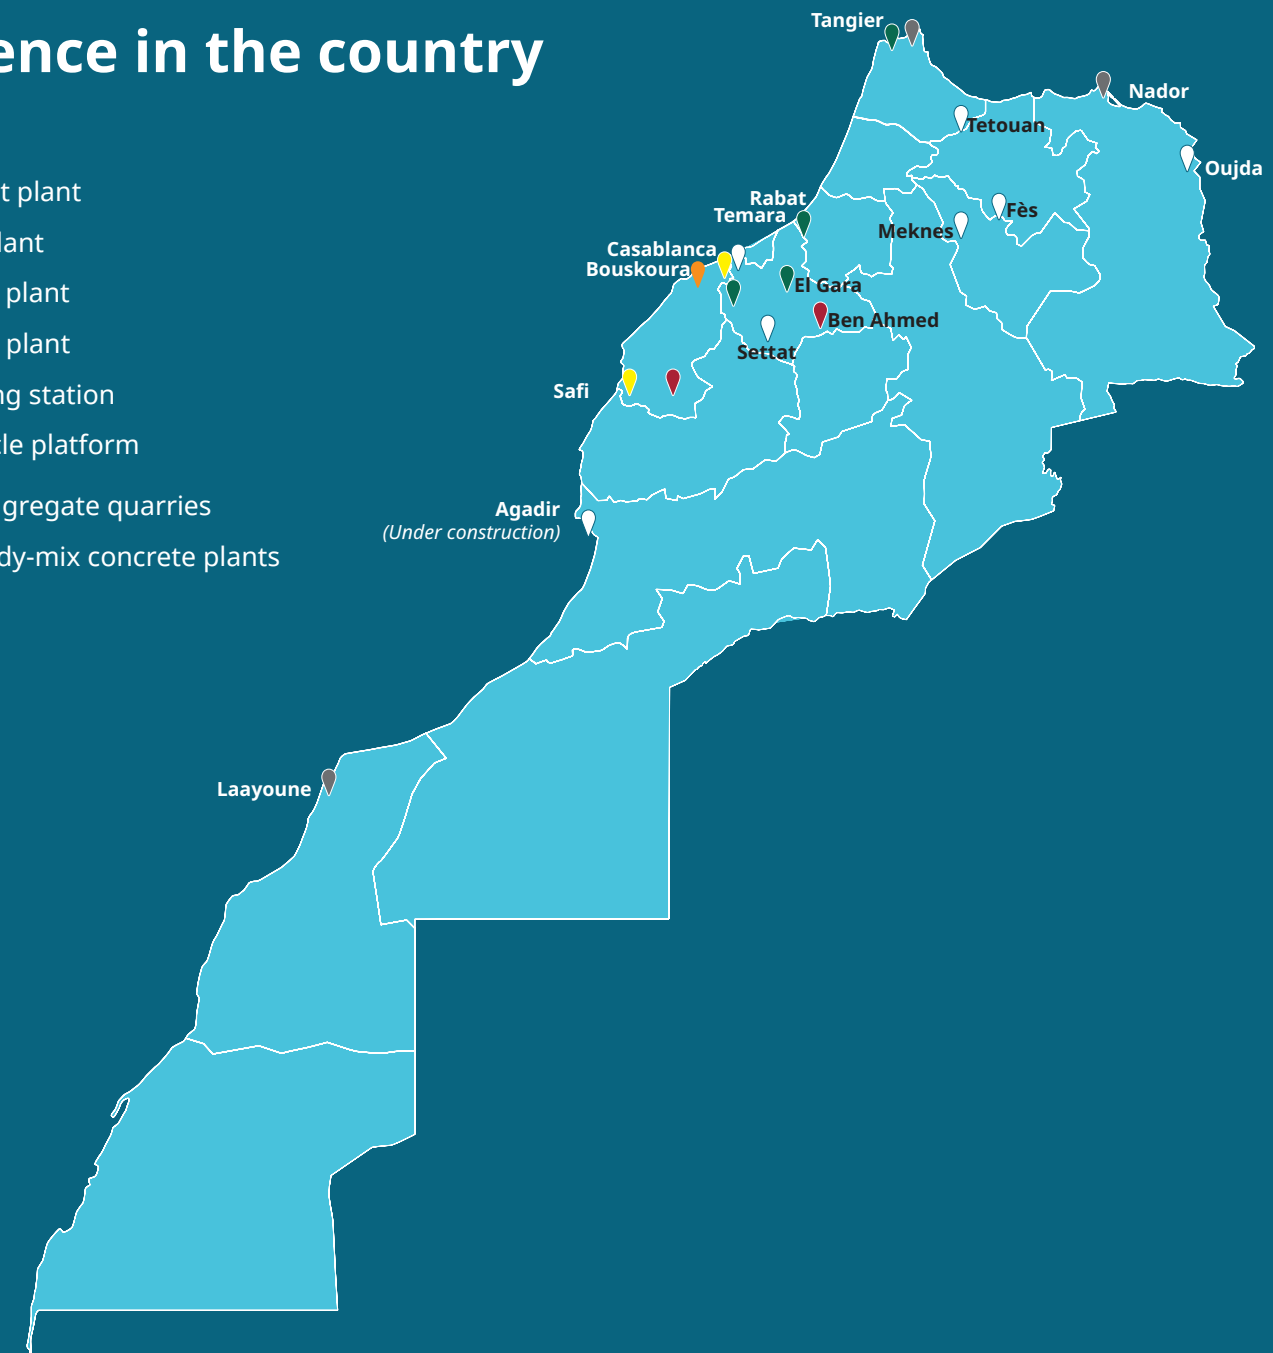 ence in the country
t plant
lant
plant
plant
ng station
cle platform
gregate quarries
dy-mix concrete plants
Tangier
Nador
Tetouan
Oujda
Rabat
Temara
Fès
Meknes
Casablanca
Bouskoura
El Gara
Ben Ahmed
Settat
Safi
Agadir
(Under construction)
Laayoune